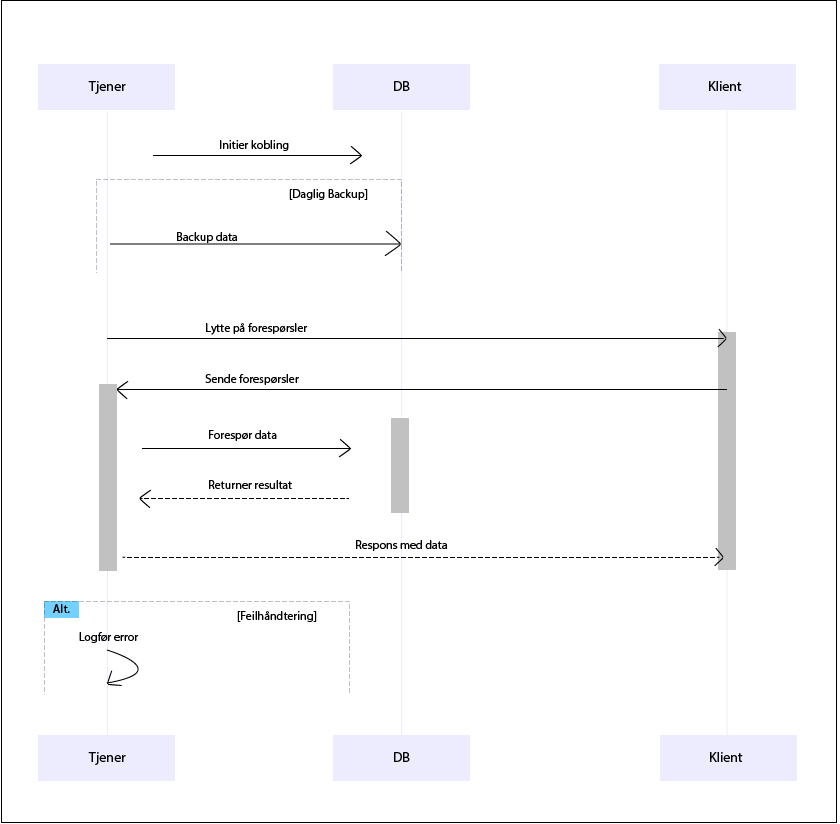 Tjener
DB
Klient
Initier kobling
[Daglig Backup]
Backup data
Lytte på forespørsler
Sende forespørsler
Forespør data
Returner resultat
Respons med data
Alt.
[Feilhåndtering]
Logfør error
Tjener
DB
Klient